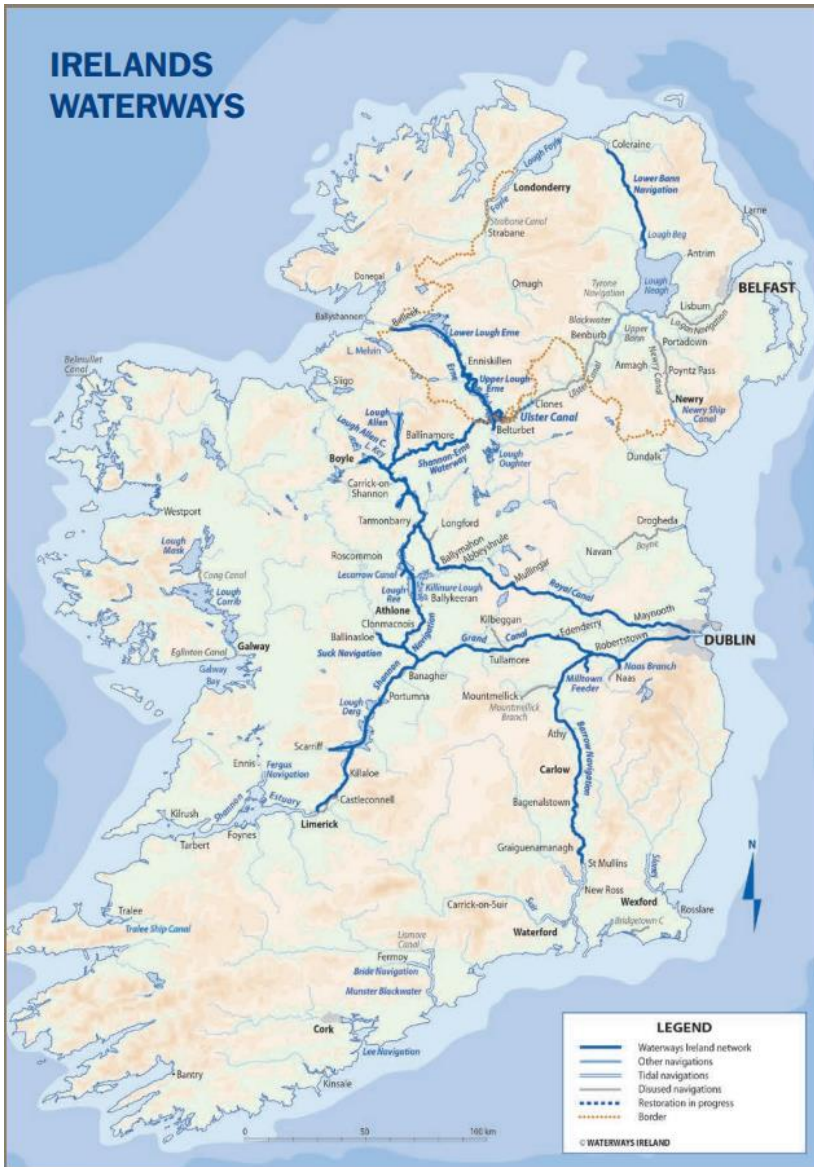 IRELANDS
WATERWAYS
Coleraine
Lough Foyle
Lower Bann
Navigation
Londonderry
Foyle
Strabane Canal
Strabane
Larne
Lough Beg
Antrim
Donegal
Omagh
Tyrone
Navigation
Lough
Neagh
BELFAST
Lisburn
Lagan Navigation
Ballyshannon
Belleek
Lower Lough Erne
Blackwater
Benburb
Upper
Bann
Portadown
L. Melvin
Erne
Enniskillen
Armagh
Newry Canal
Poyntz Pass
Belmullet
Canal
Sligo
Upper Lough
Erne
Ulster Canal
Clones
Newry
Newry Ship
Canal
Ulster Canal
Belturbet
Lough
Allen
Lough Allen C.
L. Key
Ballinamore
Shannon-Erne
Waterway
Lough
Oughter
Dundalk
Boyle
Carrick-on-
Shannon
Westport
Tarmonbarry
Longford
Drogheda
Boyne
Navan
Lough
Mask
Roscommon
Ballymahon
Abbeyshrule
Mullingar
Royal Canal
Cong Canal
Lecarrow Canal
Lough
Ree
Killinure Lough
Ballykeeran
Lough
Corrib
Athlone
Clonmacnois
Kilbeggan
Maynooth
Ballinasloe
Navigation
Grand
Canal
Edenderry
Robertstown
DUBLIN
Eglinton Canal
Galway
Suck Navigation
Shannon
Tullamore
Naas Branch
Galway
Bay
Banagher
Milltown
Feeder
Naas
Lough
Derg
Portumna
Mountmellick
Mountmellick
Branch
Athy
Barrow Navigation
Scarriff
Ennis
Fergus
Navigation
Killaloe
Carlow
Castleconnell
Bagenalstown
Kilrush
Shannon
Estuary
Limerick
Foynes
Tarbert
Graiguenamanagh
St Mullins
N
New Ross
Slaney
Carrick-on-Suir
Suir
Wexford
Rosslare
Tralee
Tralee Ship Canal
Waterford
Bridgetown C
Lismore
Canal
Fermoy
Bride Navigation
Munster Blackwater
Cork
Lee Navigation
Bantry
Kinsale
0
50
100 km
LEGEND
Waterways Ireland network
Other navigations
Tidal navigations
Disused navigations
Restoration in progress
Border
© WATERWAYS IRELAND